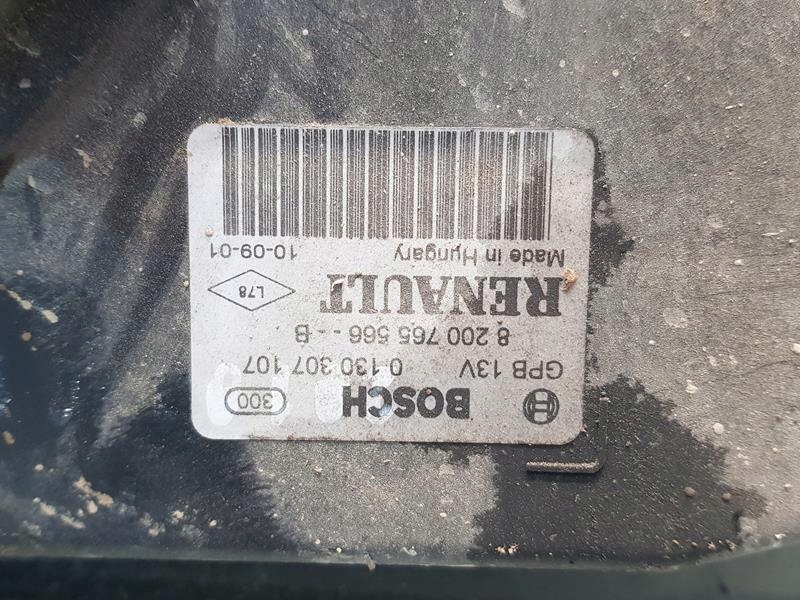 BOSCH 300
GPB 13V 0 130 307 107
8 200 765 566 - - B
RENAULT L78
Made in Hungary 10-09-01